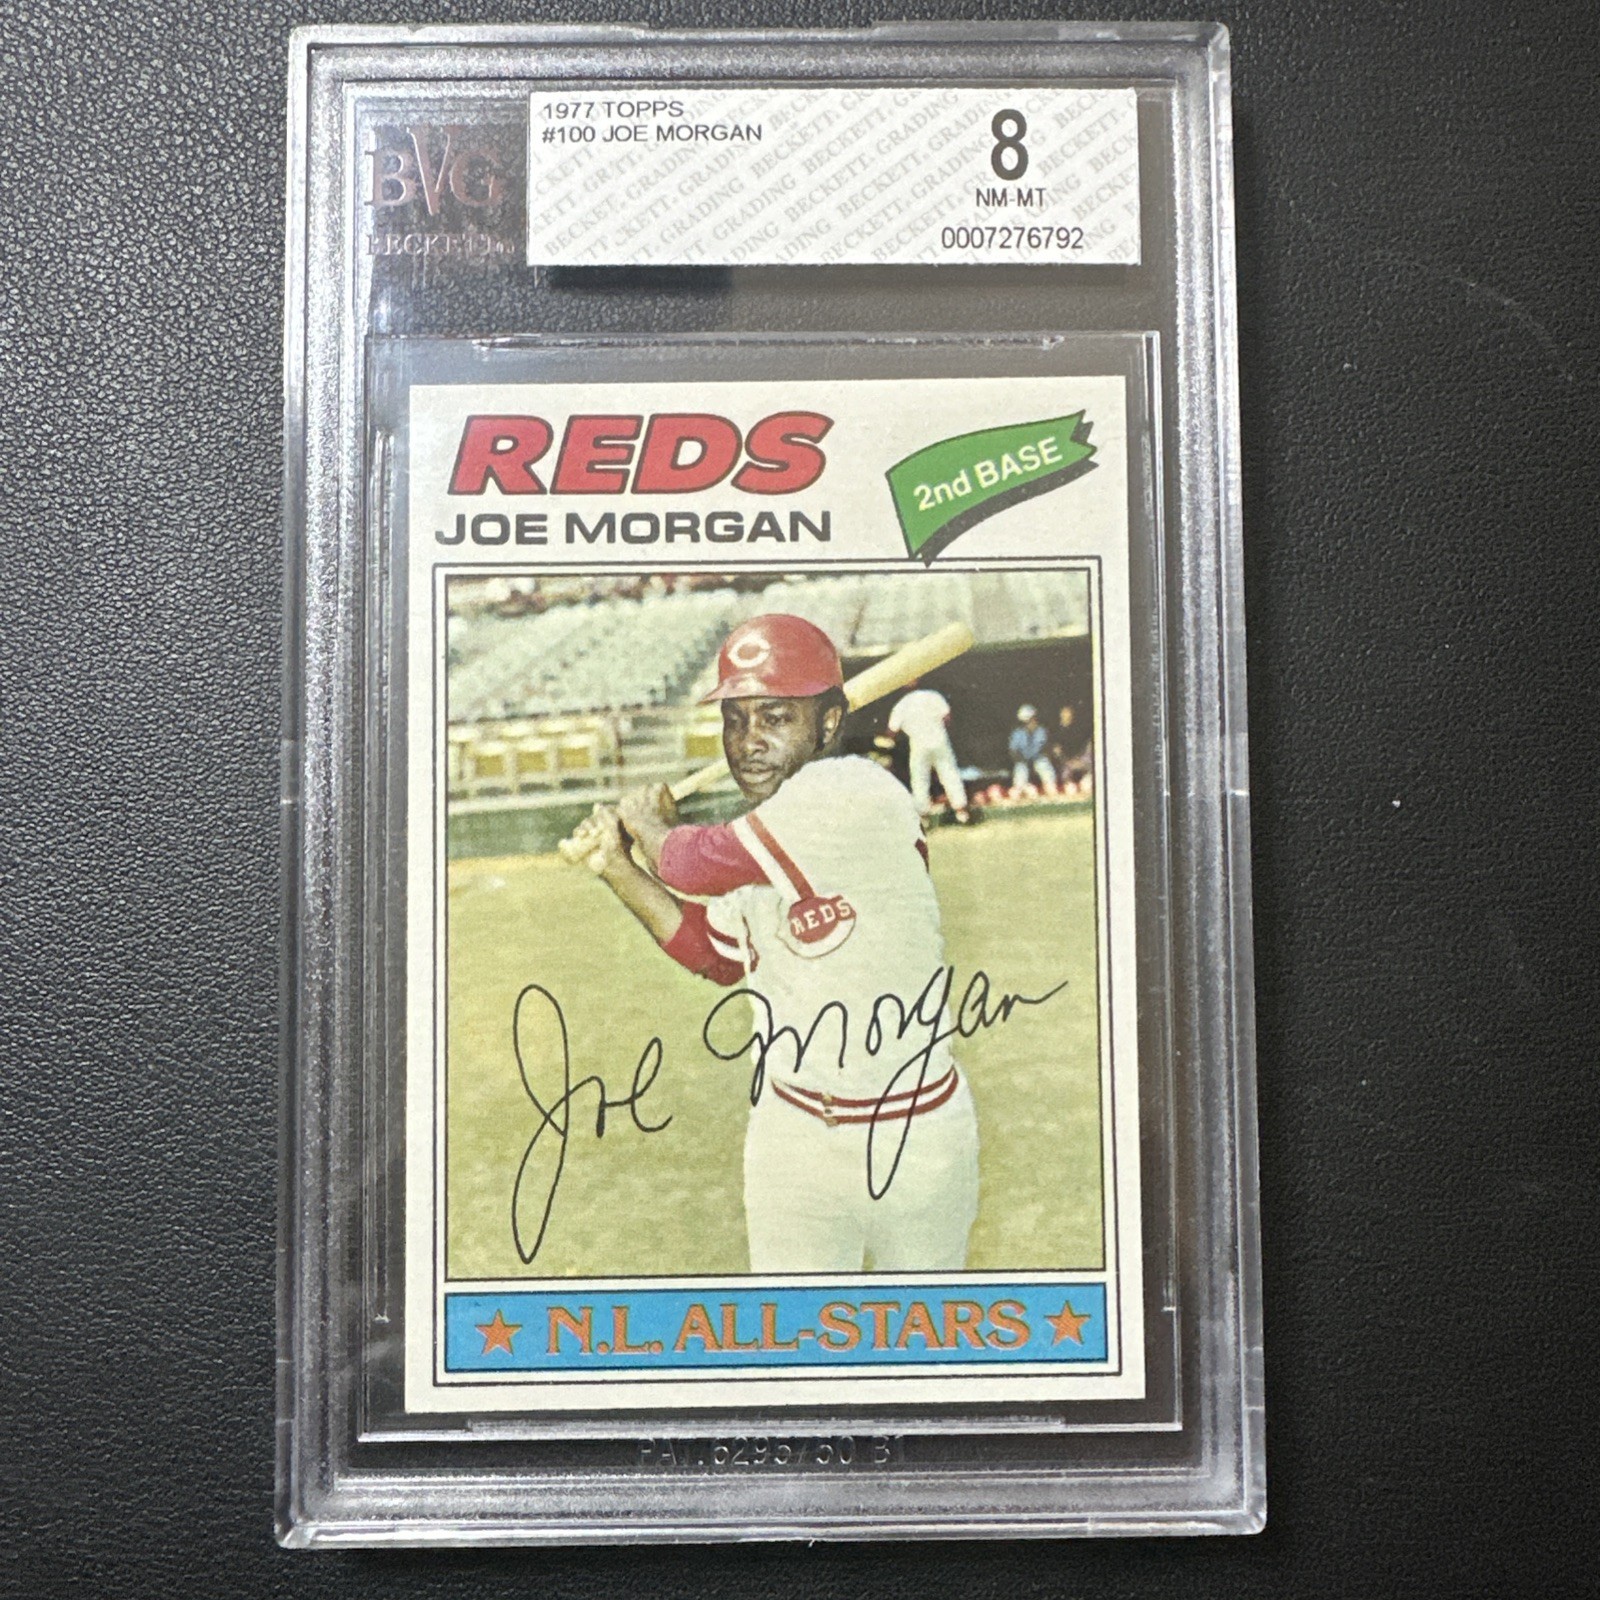 1977 TOPPS
#100 JOE MORGAN
8
NM-MT
0007276792
BVG
BECKETT
REDS
JOE MORGAN
2nd BASE
C
REDS
Joe Morgan
★ N.L. ALL-STARS ★